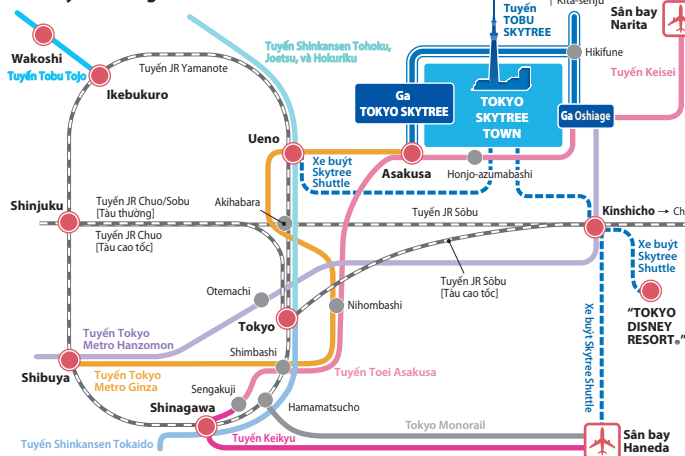 Kita-senju
Tuyến
TOBU
SKYTREE
Sân bay
Narita
Wakoshi
Tuyến Tobu Tojo
Tuyến JR Yamanote
Ikebukuro
Tuyến Shinkansen Tohoku,
Joetsu, và Hokuriku
Hikifune
Tuyến Keisei
Ga
TOKYO SKYTREE
TOKYO
SKYTREE
TOWN
Ga Oshiage
Ueno
Xe buýt
Skytree
Shuttle
Asakusa
Honjo-azumabashi
Shinjuku
Tuyến JR Chuo/Sobu
[Tàu thường]
Tuyến JR Chuo
[Tàu cao tốc]
Akihabara
Tuyến JR Sōbu
Kinshicho → Ch
Xe buýt
Skytree
Shuttle
Tuyến JR Sōbu
[Tàu cao tốc]
Otemachi
Nihombashi
Tokyo
"TOKYO
DISNEY
RESORT®"
Xe buýt Skytree Shuttle
Tuyến Tokyo
Metro Hanzomon
Shimbashi
Shibuya
Tuyến Tokyo
Metro Ginza
Tuyến Toei Asakusa
Sengakuji
Shinagawa
Hamamatsucho
Tokyo Monorail
Tuyến Keikyu
Tuyến Shinkansen Tokaido
Sân bay
Haneda